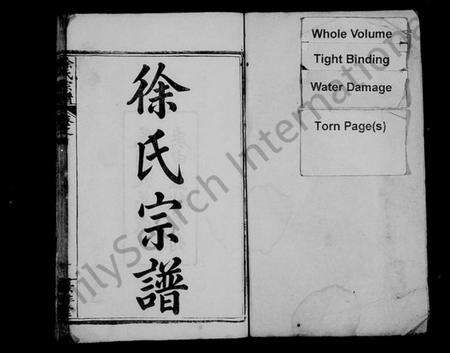 徐氏宗譜
Whole Volume
Tight Binding
Water Damage
Torn Page(s)
FamilySearch International